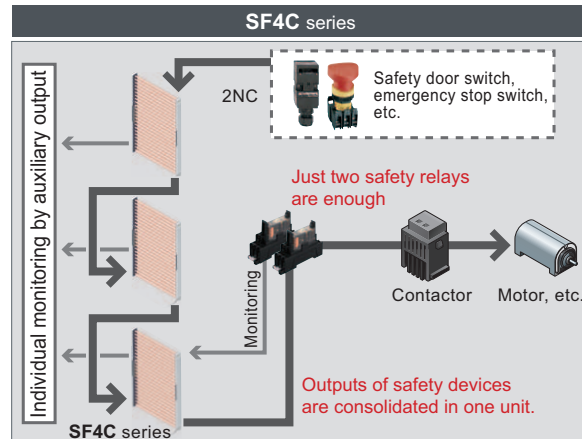 SF4C series
Individual monitoring by auxiliary output
2NC
Safety door switch,
emergency stop switch,
etc.
Just two safety relays
are enough
Monitoring
Contactor
Motor, etc.
Outputs of safety devices
are consolidated in one unit.
SF4C series